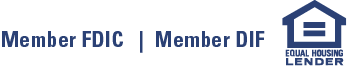 Member FDIC | Member DIF
EQUAL HOUSING
LENDER